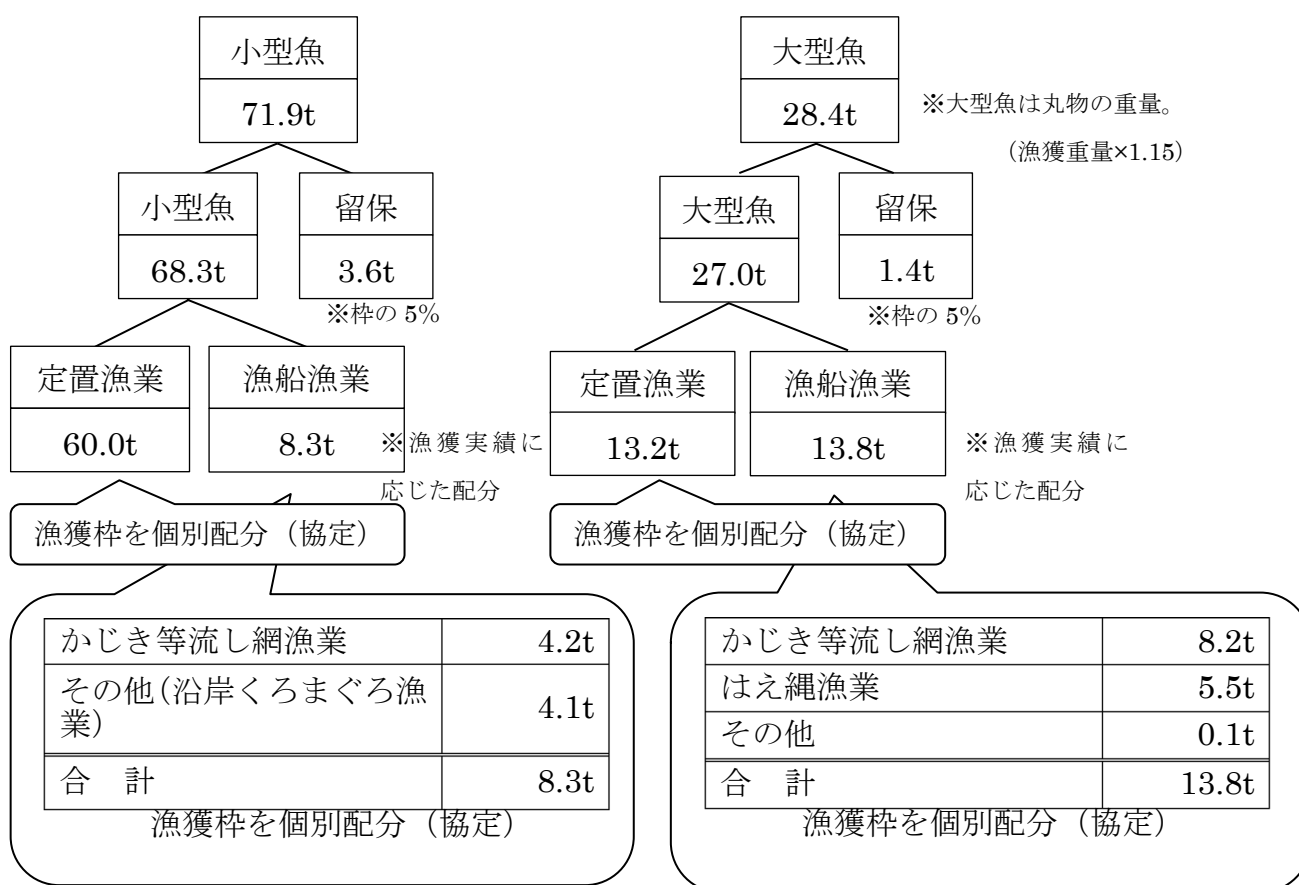 小型魚
71.9t
小型魚
68.3t
留保
3.6t
※枠の 5%
定置漁業
60.0t
漁船漁業
8.3t
※漁獲実績に
応じた配分
漁獲枠を個別配分（協定）
かじき等流し網漁業 4.2t
その他(沿岸くろまぐろ漁
業) 4.1t
合　計 8.3t
漁獲枠を個別配分（協定）
大型魚
28.4t
※大型魚は丸物の重量。
（漁獲重量×1.15）
大型魚
27.0t
留保
1.4t
※枠の 5%
定置漁業
13.2t
漁船漁業
13.8t
※漁獲実績に
応じた配分
漁獲枠を個別配分（協定）
かじき等流し網漁業 8.2t
はえ縄漁業 5.5t
その他 0.1t
合　計 13.8t
漁獲枠を個別配分（協定）